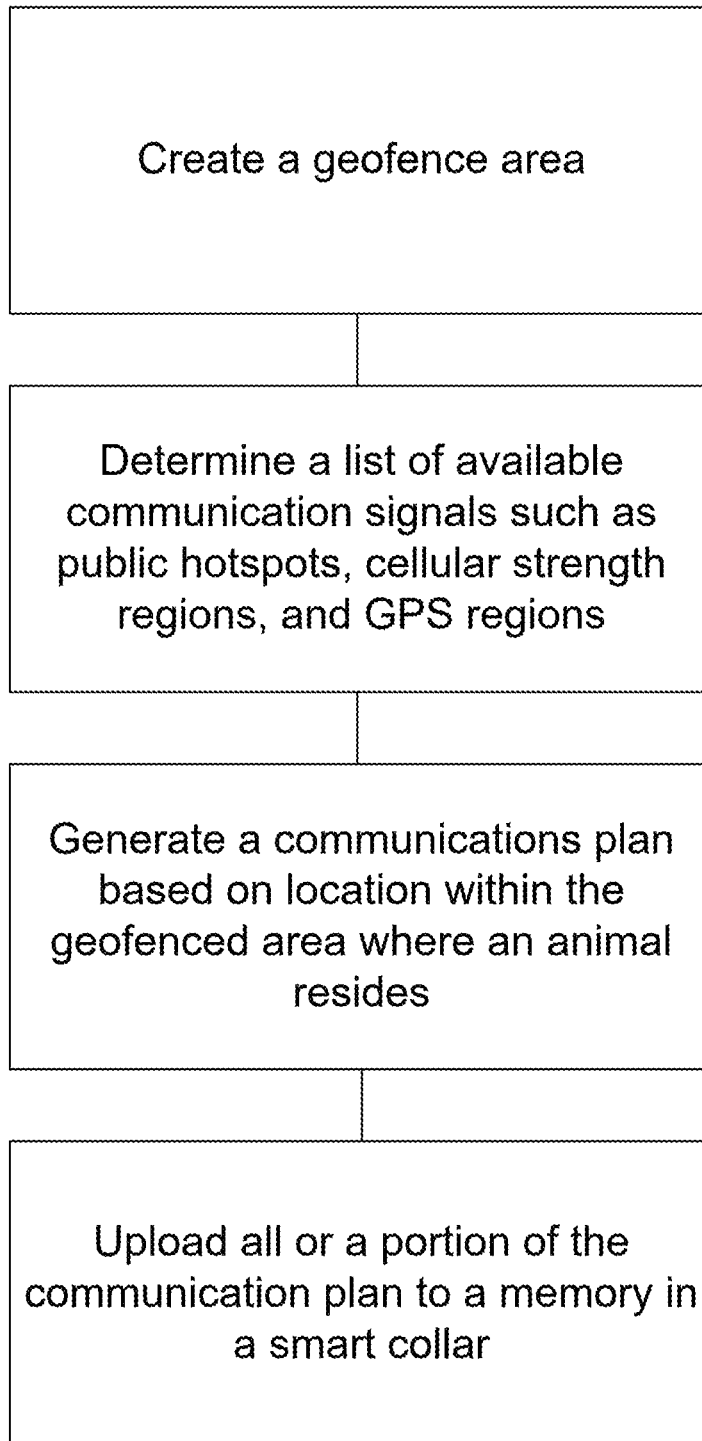 Create a geofence area
Determine a list of available
communication signals such as
public hotspots, cellular strength
regions, and GPS regions
Generate a communications plan
based on location within the
geofenced area where an animal
resides
Upload all or a portion of the
communication plan to a memory in
a smart collar